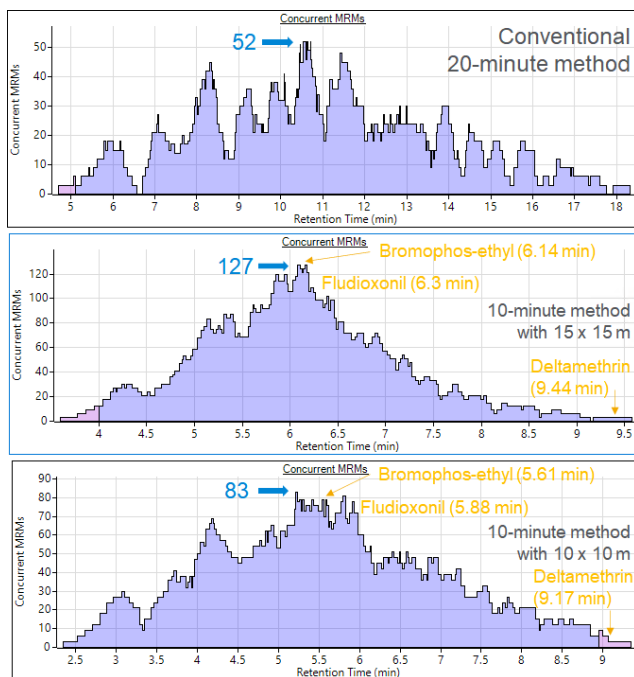 Concurrent MRMs
52
Conventional
20-minute method
Concurrent MRMs
50
40
30
20
10
0
5 6 7 8 9 10 11 12 13 14 15 16 17 18
Retention Time (min)
Concurrent MRMs
127
Bromophos-ethyl (6.14 min)
Fludioxonil (6.3 min)
10-minute method
with 15 x 15 m
Deltamethrin
(9.44 min)
Concurrent MRMs
120
100
80
60
40
20
0
4 4.5 5 5.5 6 6.5 7 7.5 8 8.5 9 9.5
Retention Time (min)
Concurrent MRMs
83
Bromophos-ethyl (5.61 min)
Fludioxonil (5.88 min)
10-minute method
with 10 x 10 m
Deltamethrin
(9.17 min)
Concurrent MRMs
90
80
70
60
50
40
30
20
10
0
2.5 3 3.5 4 4.5 5 5.5 6 6.5 7 7.5 8 8.5 9
Retention Time (min)